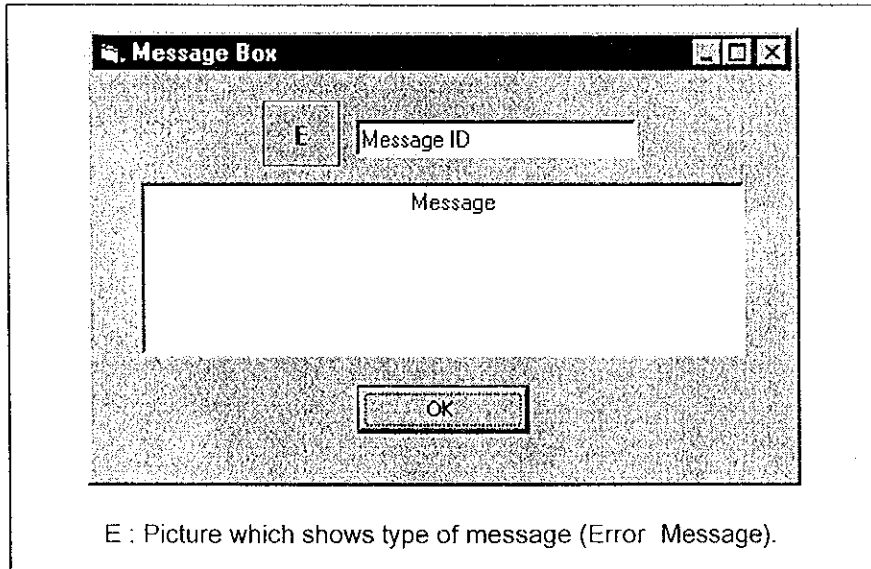 Message Box
E
Message ID
Message
OK
E : Picture which shows type of message (Error Message).